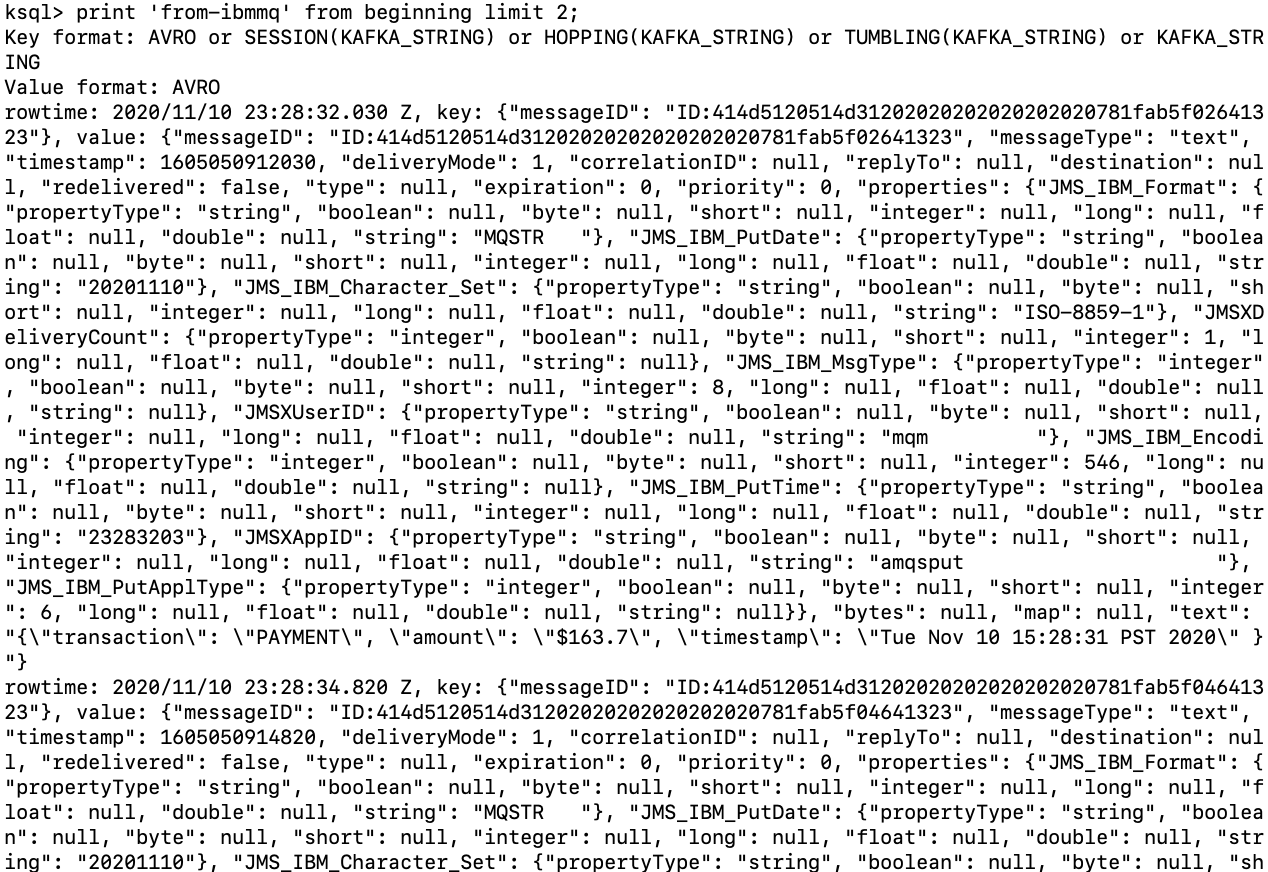 ksql> print 'from-ibmmq' from beginning limit 2;
Key format: AVRO or SESSION(KAFKA_STRING) or HOPPING(KAFKA_STRING) or TUMBLING(KAFKA_STRING) or KAFKA_STR
ING
Value format: AVRO
rowtime: 2020/11/10 23:28:32.030 Z, key: {"messageID": "ID:414d5120514d31202020202020202020781fab5f026413
23"}, value: {"messageID": "ID:414d5120514d31202020202020202020781fab5f02641323", "messageType": "text",
"timestamp": 1605050912030, "deliveryMode": 1, "correlationID": null, "replyTo": null, "destination": nul
l, "redelivered": false, "type": null, "expiration": 0, "priority": 0, "properties": {"JMS_IBM_Format": {
"propertyType": "string", "boolean": null, "byte": null, "short": null, "integer": null, "long": null, "f
loat": null, "double": null, "string": "MQSTR   "}, "JMS_IBM_PutDate": {"propertyType": "string", "boolea
n": null, "byte": null, "short": null, "integer": null, "long": null, "float": null, "double": null, "str
ing": "20201110"}, "JMS_IBM_Character_Set": {"propertyType": "string", "boolean": null, "byte": null, "sh
ort": null, "integer": null, "long": null, "float": null, "double": null, "string": "ISO-8859-1"}, "JMSXD
eliveryCount": {"propertyType": "integer", "boolean": null, "byte": null, "short": null, "integer": 1, "l
ong": null, "float": null, "double": null, "string": null}, "JMS_IBM_MsgType": {"propertyType": "integer"
, "boolean": null, "byte": null, "short": null, "integer": 8, "long": null, "float": null, "double": null
, "string": null}, "JMSXUserID": {"propertyType": "string", "boolean": null, "byte": null, "short": null,
 "integer": null, "long": null, "float": null, "double": null, "string": "mqm         "}, "JMS_IBM_Encodi
ng": {"propertyType": "integer", "boolean": null, "byte": null, "short": null, "integer": 546, "long": nu
ll, "float": null, "double": null, "string": null}, "JMS_IBM_PutTime": {"propertyType": "string", "boolea
n": null, "byte": null, "short": null, "integer": null, "long": null, "float": null, "double": null, "str
ing": "23283203"}, "JMSXAppID": {"propertyType": "string", "boolean": null, "byte": null, "short": null,
"integer": null, "long": null, "float": null, "double": null, "string": "amqsput                     "},
"JMS_IBM_PutApplType": {"propertyType": "integer", "boolean": null, "byte": null, "short": null, "integer
": 6, "long": null, "float": null, "double": null, "string": null}}, "bytes": null, "map": null, "text":
"{\"transaction\": \"PAYMENT\", \"amount\": \"$163.7\", \"timestamp\": \"Tue Nov 10 15:28:31 PST 2020\" }
"}
rowtime: 2020/11/10 23:28:34.820 Z, key: {"messageID": "ID:414d5120514d31202020202020202020781fab5f046413
23"}, value: {"messageID": "ID:414d5120514d31202020202020202020781fab5f04641323", "messageType": "text",
"timestamp": 1605050914820, "deliveryMode": 1, "correlationID": null, "replyTo": null, "destination": nul
l, "redelivered": false, "type": null, "expiration": 0, "priority": 0, "properties": {"JMS_IBM_Format": {
"propertyType": "string", "boolean": null, "byte": null, "short": null, "integer": null, "long": null, "f
loat": null, "double": null, "string": "MQSTR   "}, "JMS_IBM_PutDate": {"propertyType": "string", "boolea
n": null, "byte": null, "short": null, "integer": null, "long": null, "float": null, "double": null, "str
ing": "20201110"}, "JMS_IBM_Character_Set": {"propertyType": "string", "boolean": null, "byte": null, "sh